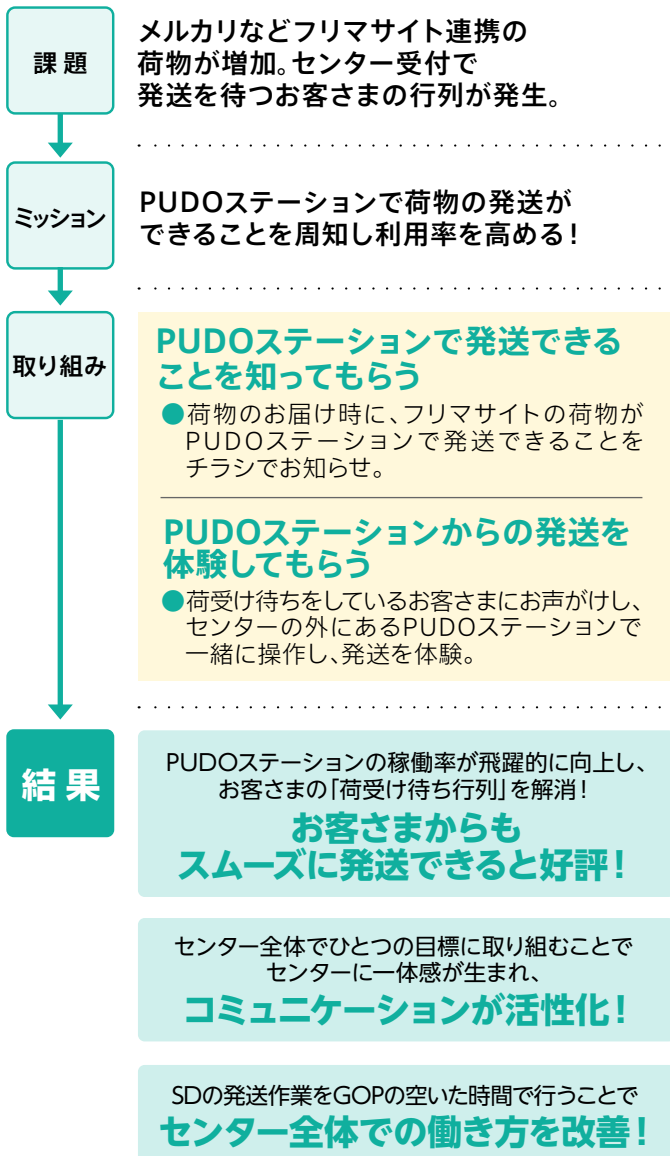 課題
メルカリなどフリマサイト連携の
荷物が増加。センター受付で
発送を待つお客さまの行列が発生。
ミッション
PUDOステーションで荷物の発送が
できることを周知し利用率を高める！
取り組み
PUDOステーションで発送できる
ことを知ってもらう
●荷物のお届け時に、フリマサイトの荷物が
PUDOステーションで発送できることを
チラシでお知らせ。
PUDOステーションからの発送を
体験してもらう
●荷受け待ちをしているお客さまにお声がけし、
センターの外にあるPUDOステーションで
一緒に操作し、発送を体験。
結果
PUDOステーションの稼働率が飛躍的に向上し、
お客さまの「荷受け待ち行列」を解消！
お客さまからも
スムーズに発送できると好評！
センター全体でひとつの目標に取り組むことで
センターに一体感が生まれ、
コミュニケーションが活性化！
SDの発送作業をGOPの空いた時間で行うことで
センター全体での働き方を改善！